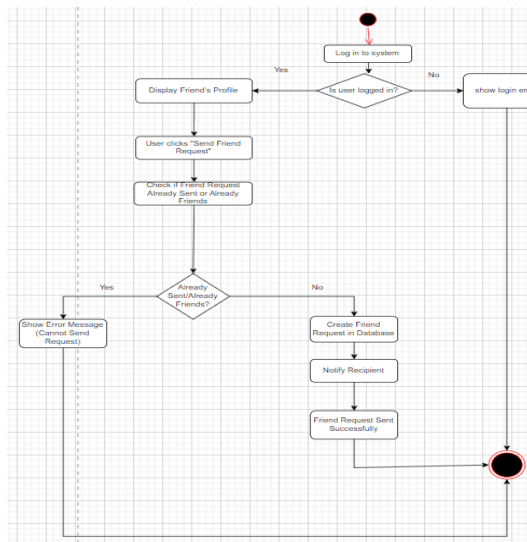 Log in to system
Yes
Is user logged in?
No
Display Friend's Profile
show login
User clicks "Send Friend
Request"
Check if Friend Request
Already Sent or Already
Friends
Yes
Already
Sent/Already
Friends?
No
Show Error Message
(Cannot Send
Request)
Create Friend
Request in Database
Notify Recipient
Friend Request Sent
Successfully